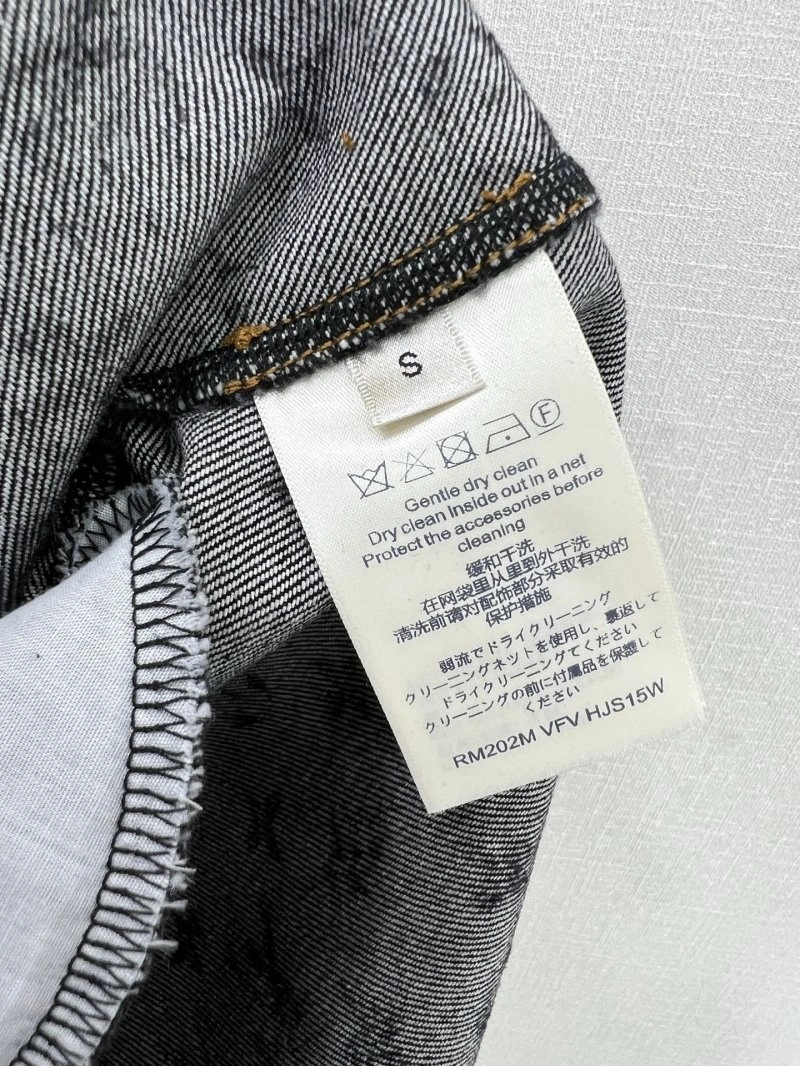 S
F
Gentle dry clean
Dry clean Inside out in a net
Protect the accessories before
cleaning
缓和干洗
在网袋里从里到外干洗
清洗前请对配饰部分采取有效的
保护措施
弱流でドライクリーニング
クリーニングネットを使用し、裏返して
ドライクリーニングてください
クリーニングの前に付属品を保護して
ください
RM202M VFV HJS15W